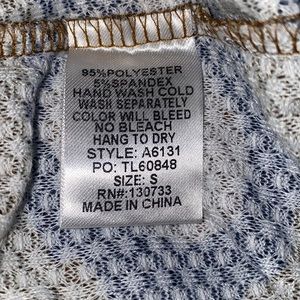 95%POLYESTER
5%SPANDEX
HAND WASH COLD
WASH SEPARATELY
COLOR WILL BLEED
NO BLEACH
HANG TO DRY
STYLE: A6131
PO: TL60848
SIZE: S
RN#:130733
MADE IN CHINA